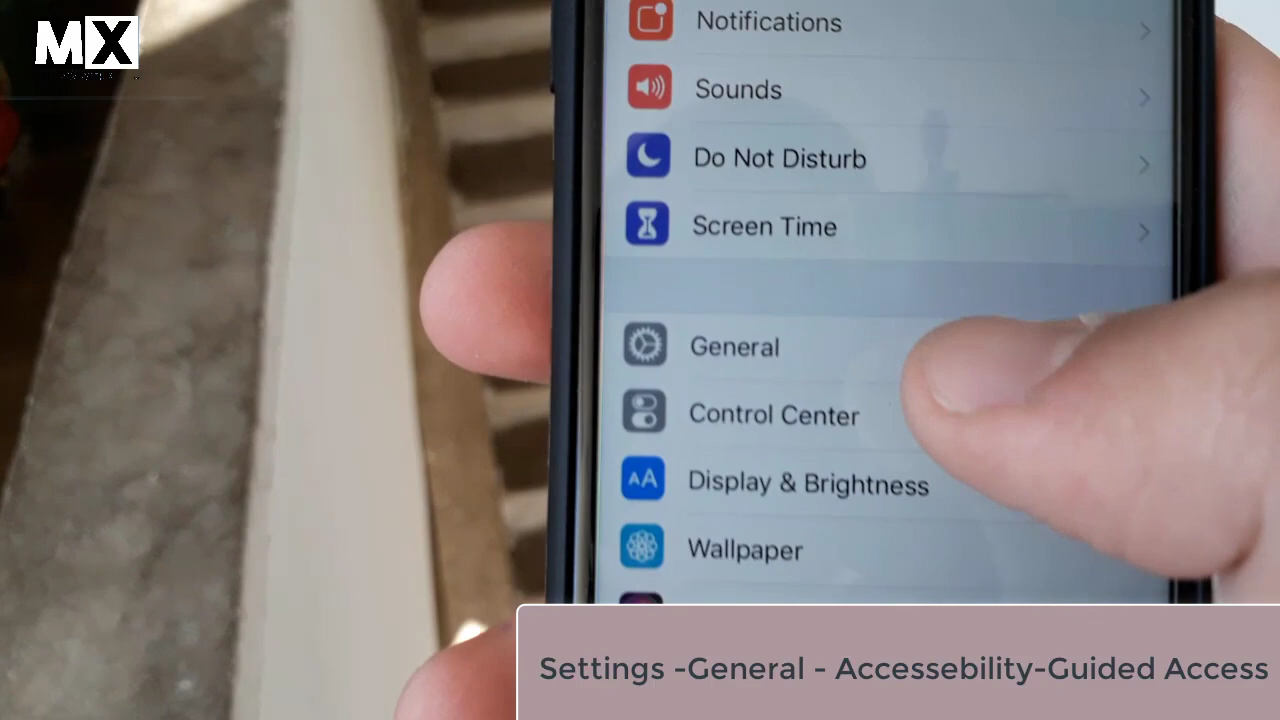 MX
Notifications
Sounds
Do Not Disturb
Screen Time
General
Control Center
AA Display & Brightness
Wallpaper
Settings -General - Accessebility-Guided Access